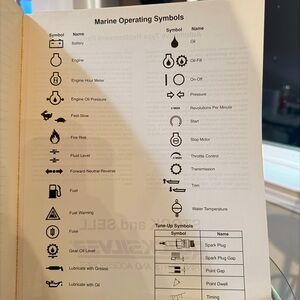 Marine Operating Symbols
Symbol Name
Battery
Engine
Engine Hour Meter
Engine Oil Pressure
Fast-Slow
Fire Risk
Fluid Level
Forward-Neutral-Reverse
Fuel
Fuel Warning
Fuse
Gear Oil Level
Lubricate with Grease
Lubricate with Oil
Symbol Name
Oil
Oil-Fill
On-Off
Pressure
Revolutions Per Minute
Start
Stop Motor
Throttle Control
Transmission
Trim
Water Temperature
Tune-Up Symbols
Symbol Name
Spark Plug
Spark Plug Gap
Point Gap
Point Dwell
Timing